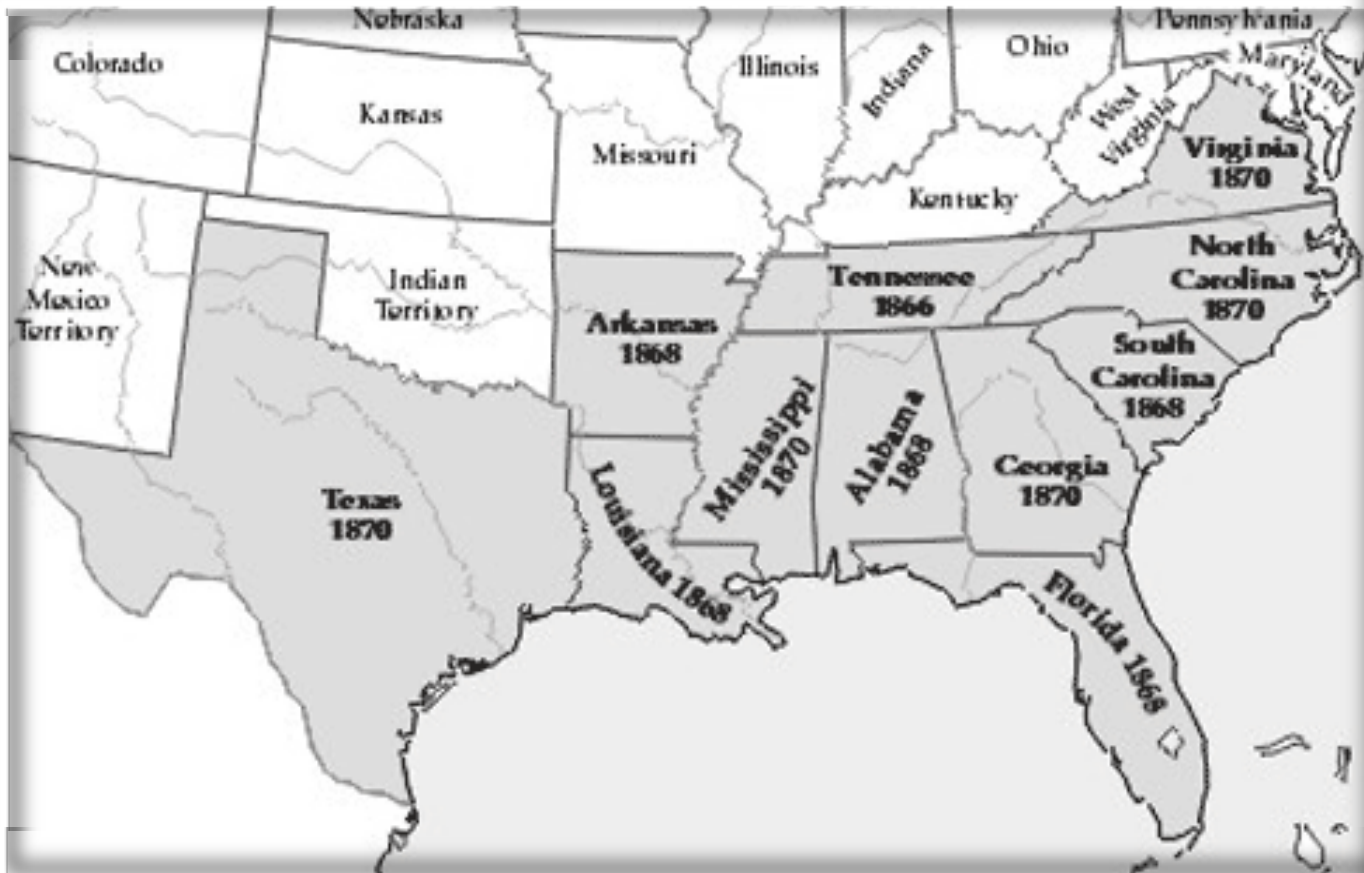 Nebraska
Pennsylvania
Colorado
Illinois
Indiana
Ohio
Maryland
Kansas
Missouri
West
Virginia
Virginia
1870
Kentucky
New
Mexico
Territory
Indian
Territory
Tennessee
1866
North
Carolina
1870
Arkansas
1868
South
Carolina
1868
Texas
1870
Louisiana 1868
Mississippi
1870
Alabama
1868
Georgia
1870
Florida 1868